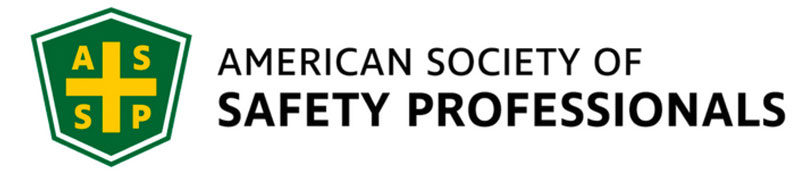 A S
S P
AMERICAN SOCIETY OF
SAFETY PROFESSIONALS